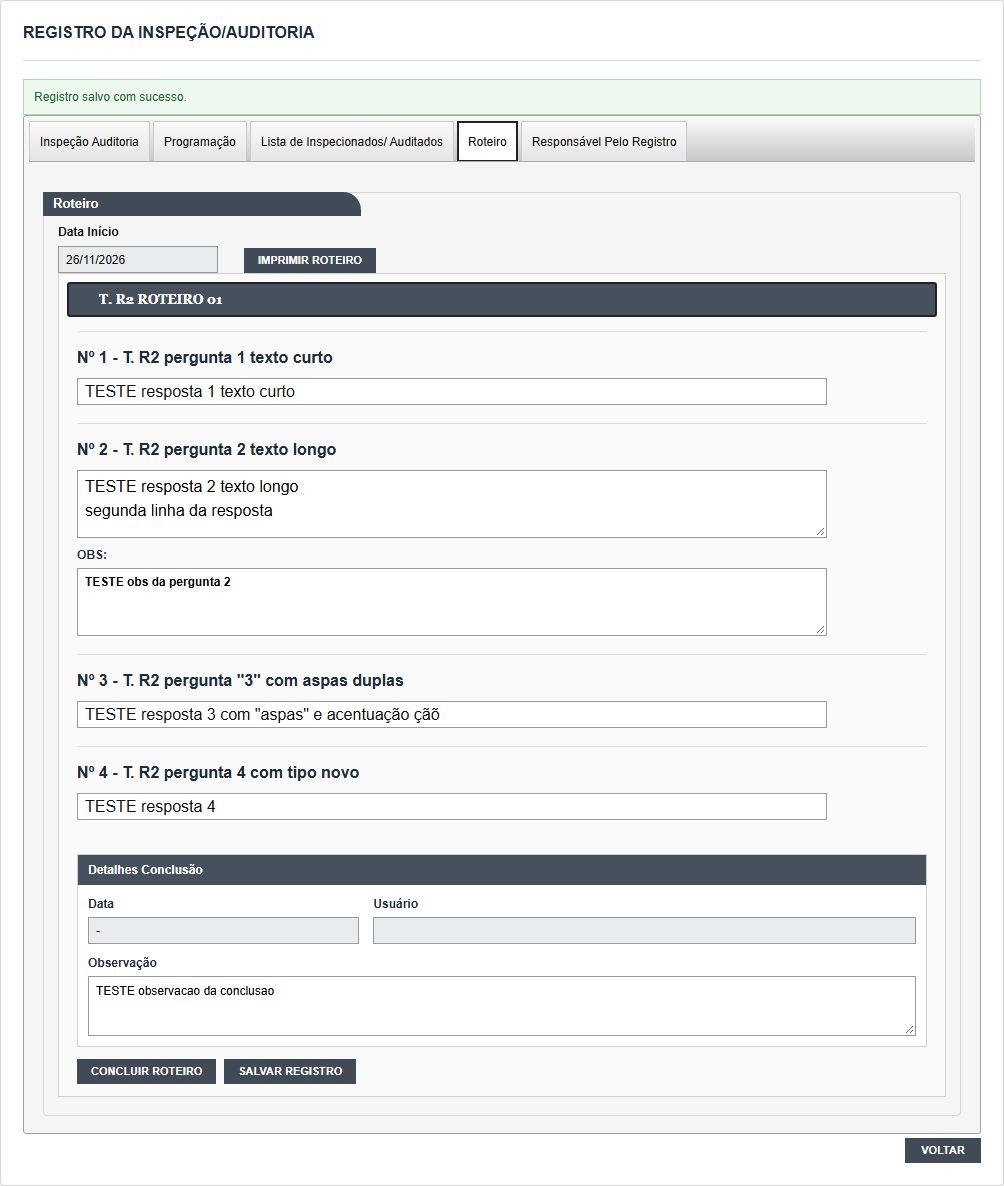 REGISTRO DA INSPEÇÃO/AUDITORIA
Registro salvo com sucesso.
Inspeção Auditoria
Programação
Lista de Inspecionados/ Auditados
Roteiro
Responsável Pelo Registro
Roteiro
Data Início
26/11/2026
IMPRIMIR ROTEIRO
T. R2 ROTEIRO 01
Nº 1 - T. R2 pergunta 1 texto curto
TESTE resposta 1 texto curto
Nº 2 - T. R2 pergunta 2 texto longo
TESTE resposta 2 texto longo
segunda linha da resposta
OBS:
TESTE obs da pergunta 2
Nº 3 - T. R2 pergunta "3" com aspas duplas
TESTE resposta 3 com "aspas" e acentuação çãõ
Nº 4 - T. R2 pergunta 4 com tipo novo
TESTE resposta 4
Detalhes Conclusão
Data
Usuário
-
Observação
TESTE observacao da conclusao
CONCLUIR ROTEIRO
SALVAR REGISTRO
VOLTAR